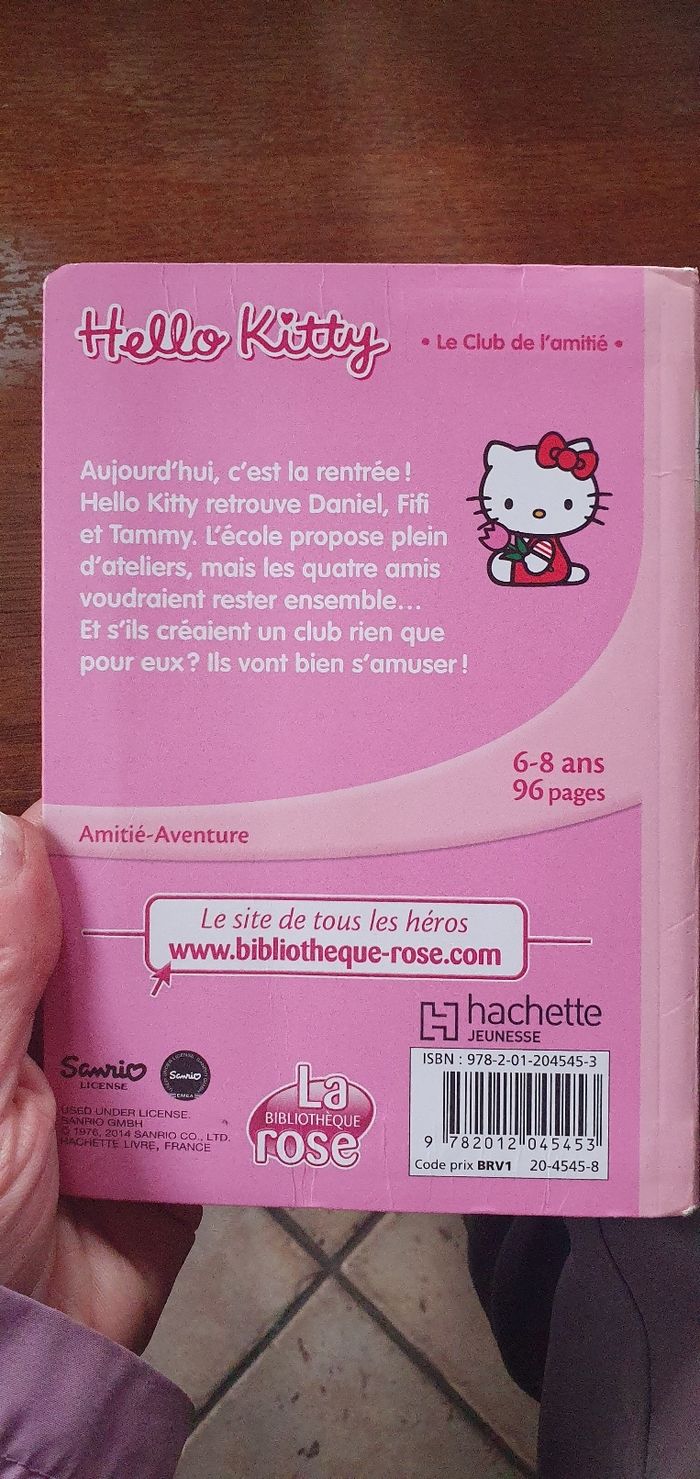 Hello Kitty
• Le Club de l'amitié •
Aujourd'hui, c'est la rentrée !
Hello Kitty retrouve Daniel, Fifi
et Tammy. L'école propose plein
d'ateliers, mais les quatre amis
voudraient rester ensemble…
Et s'ils créaient un club rien que
pour eux ? Ils vont bien s'amuser !
6-8 ans
96 pages
Amitié-Aventure
Le site de tous les héros
www.bibliotheque-rose.com
hachette
JEUNESSE
Sanrio
LICENSE
Sanrio
EMEA
USED UNDER LICENSE.
SANRIO GMBH
© 1976, 2014 SANRIO CO., LTD.
HACHETTE LIVRE, FRANCE
La
BIBLIOTHÈQUE
rose
ISBN : 978-2-01-204545-3
9 782012 045453
Code prix BRV1 20-4545-8